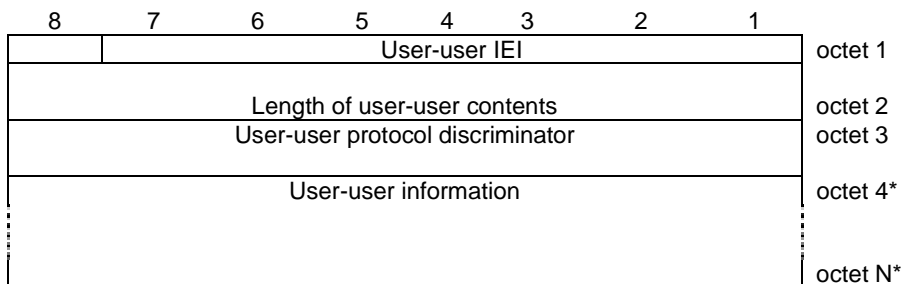 8 7 6 5 4 3 2 1
User-user IEI octet 1
Length of user-user contents octet 2
User-user protocol discriminator octet 3
User-user information octet 4*
octet N*